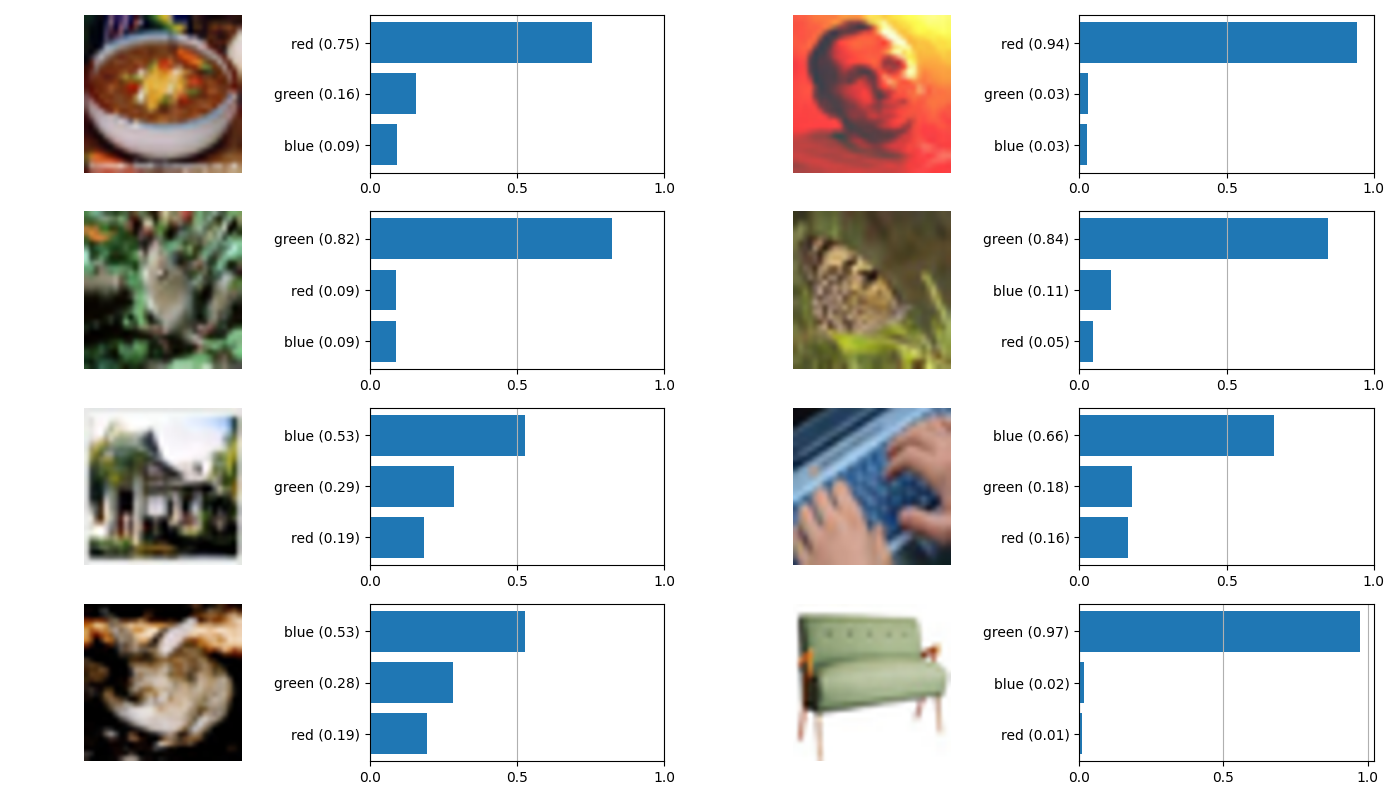 red (0.75)
green (0.16)
blue (0.09)
0.0 0.5 1.0
red (0.94)
green (0.03)
blue (0.03)
0.0 0.5 1.0
green (0.82)
red (0.09)
blue (0.09)
0.0 0.5 1.0
green (0.84)
blue (0.11)
red (0.05)
0.0 0.5 1.0
blue (0.53)
green (0.29)
red (0.19)
0.0 0.5 1.0
blue (0.66)
green (0.18)
red (0.16)
0.0 0.5 1.0
blue (0.53)
green (0.28)
red (0.19)
0.0 0.5 1.0
green (0.97)
blue (0.02)
red (0.01)
0.0 0.5 1.0